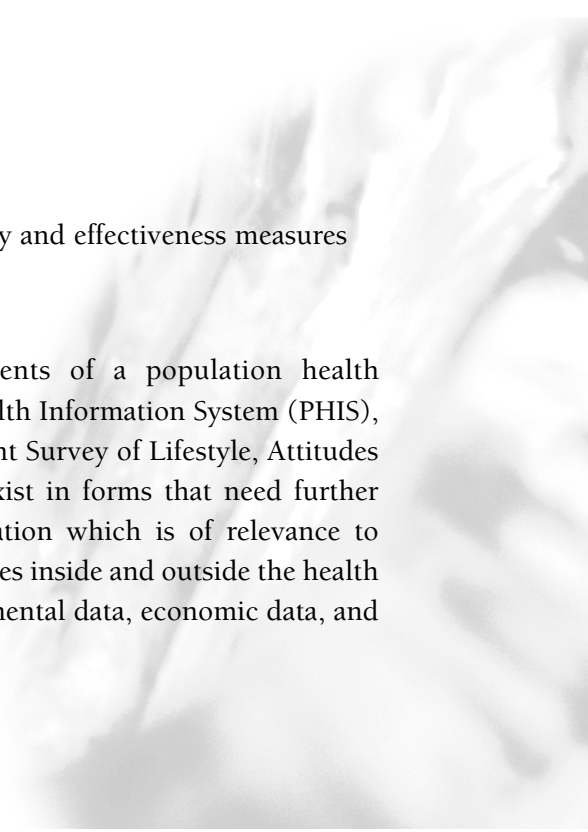 y and effectiveness measures
ents of a population health
lth Information System (PHIS),
nt Survey of Lifestyle, Attitudes
xist in forms that need further
ation which is of relevance to
es inside and outside the health
mental data, economic data, and